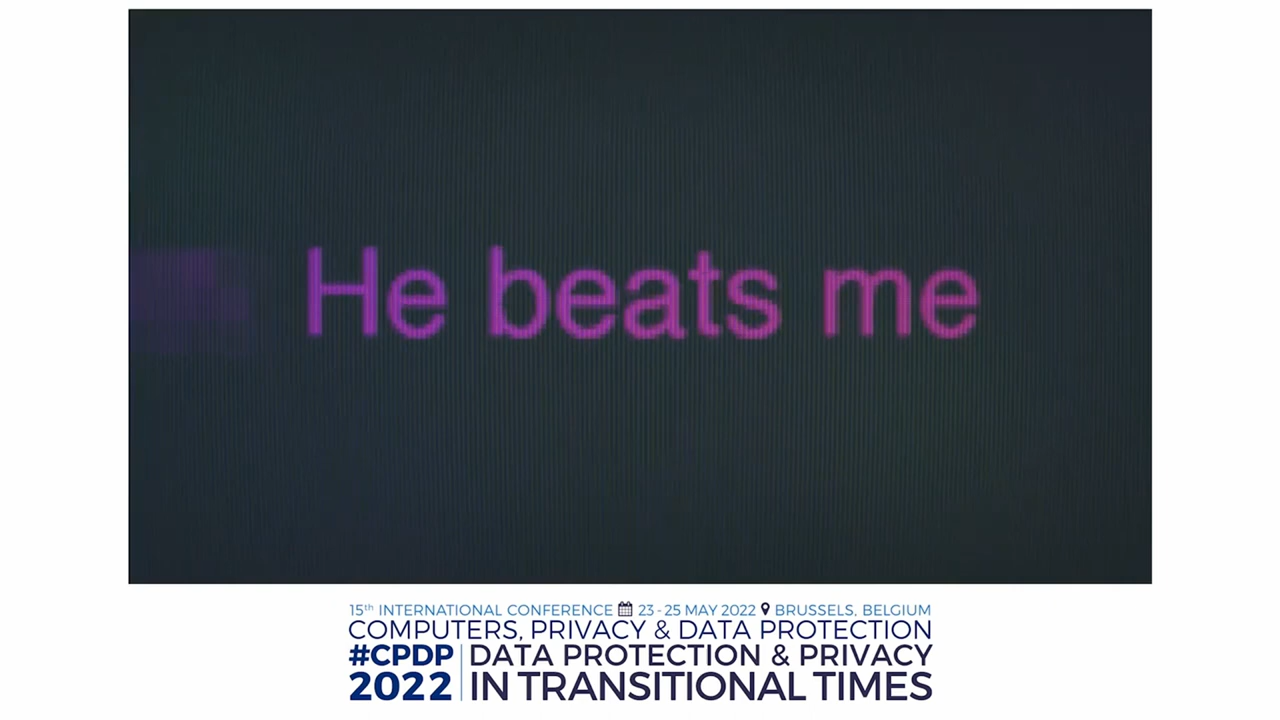 He beats me
15th INTERNATIONAL CONFERENCE 23 - 25 MAY 2022 BRUSSELS, BELGIUM
COMPUTERS, PRIVACY & DATA PROTECTION
#CPDP DATA PROTECTION & PRIVACY
2022 IN TRANSITIONAL TIMES